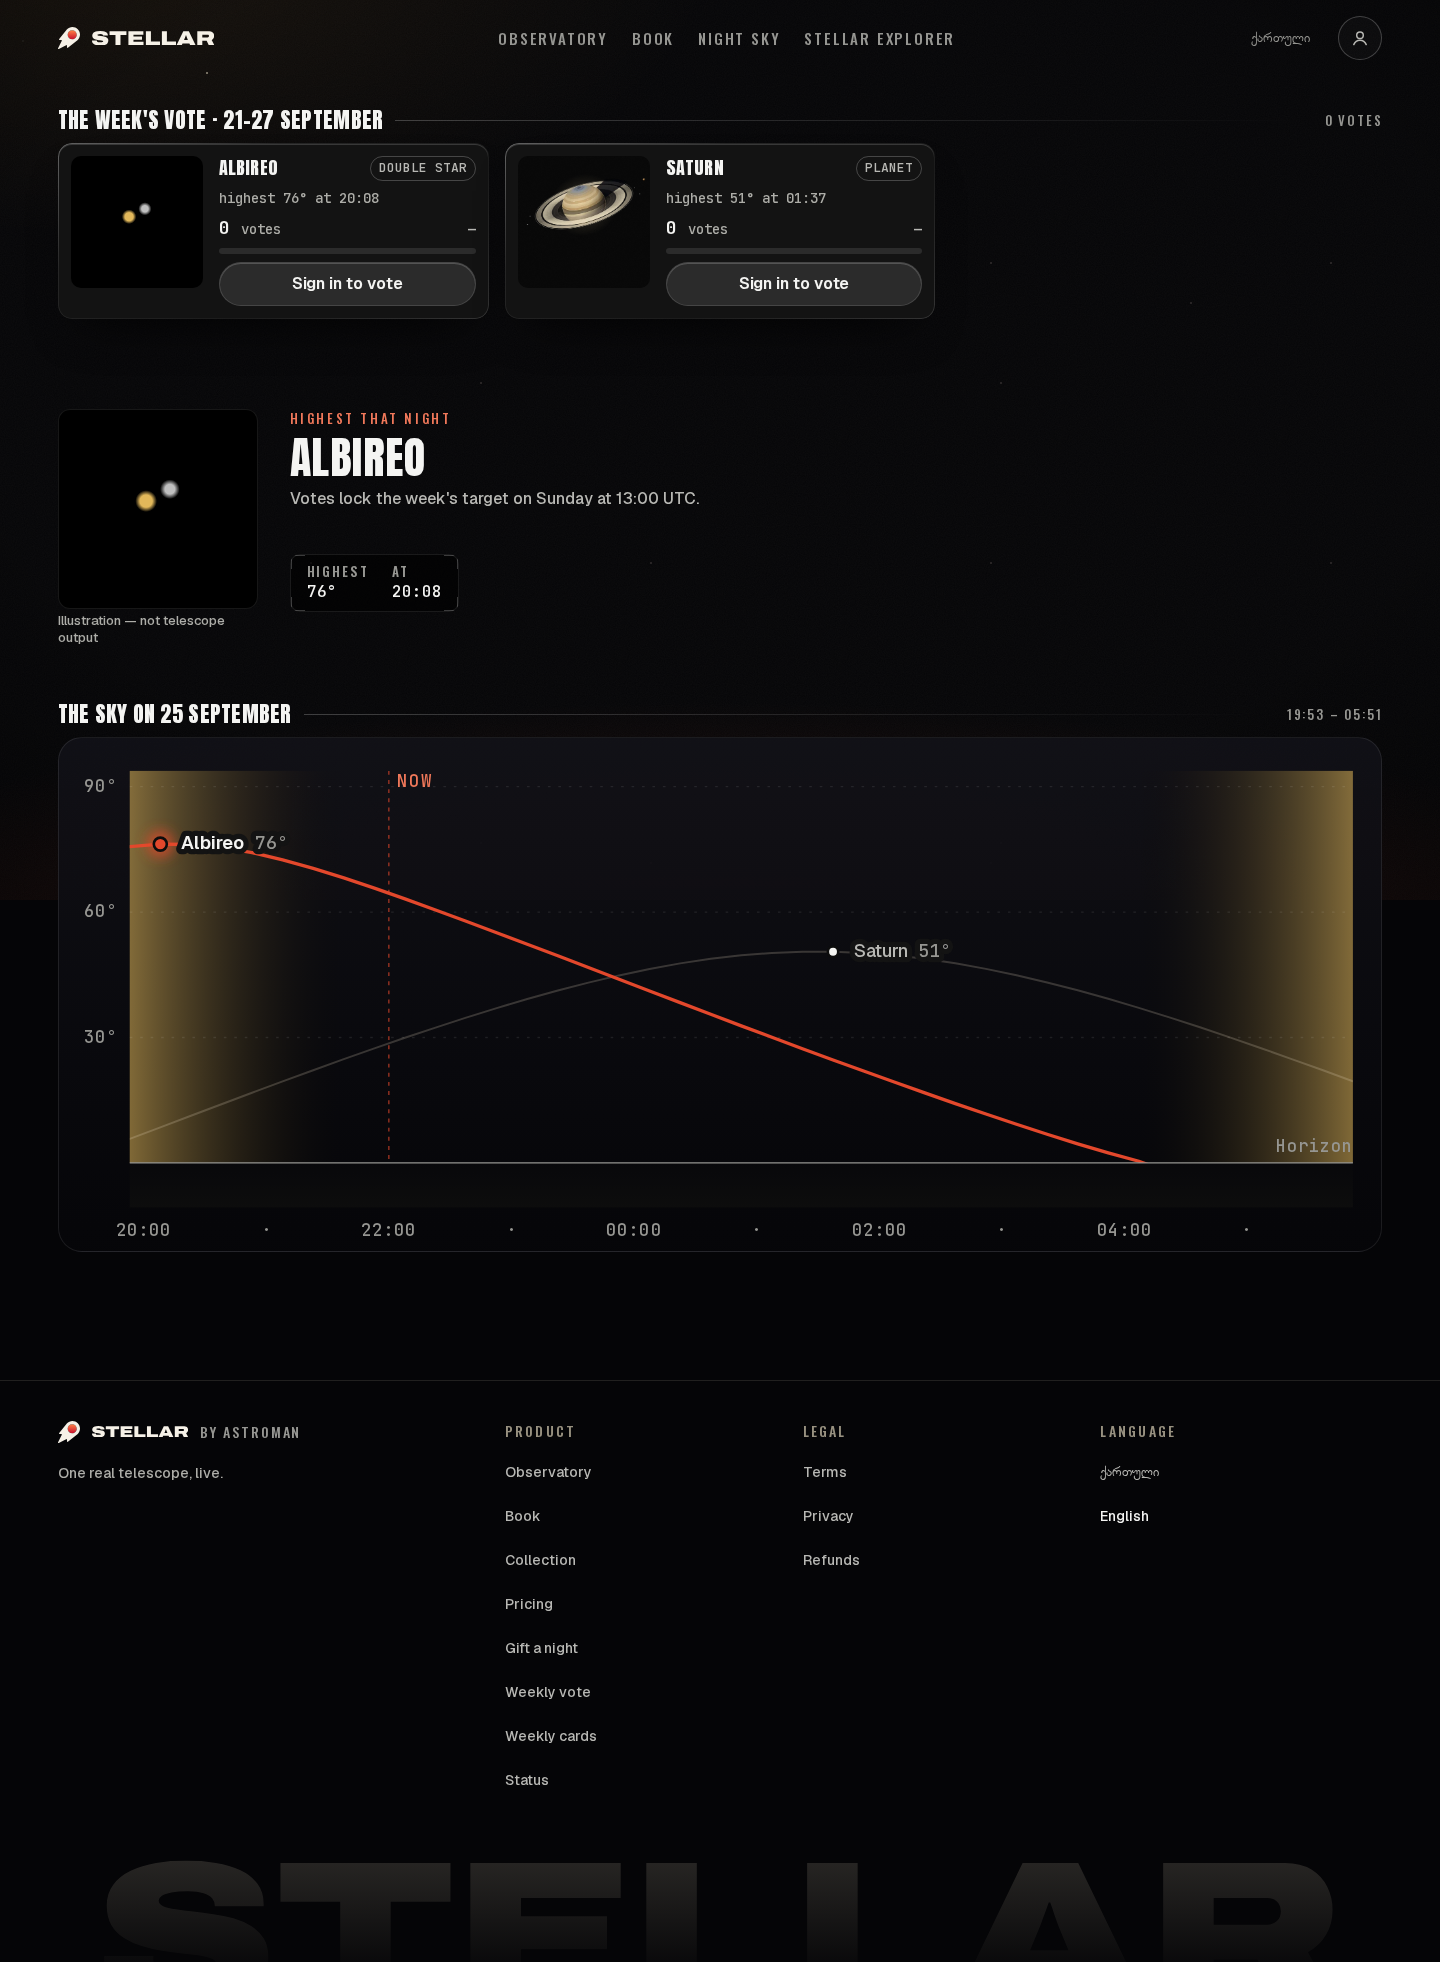 STELLAR
OBSERVATORY BOOK NIGHT SKY STELLAR EXPLORER
ქართული
THE WEEK'S VOTE · 21–27 SEPTEMBER
0 VOTES
ALBIREO
DOUBLE STAR
highest 76° at 20:08
0 votes –
Sign in to vote
SATURN
PLANET
highest 51° at 01:37
0 votes –
Sign in to vote
HIGHEST THAT NIGHT
ALBIREO
Votes lock the week's target on Sunday at 13:00 UTC.
HIGHEST AT
76° 20:08
Illustration — not telescope
output
THE SKY ON 25 SEPTEMBER
19:53 – 05:51
90°
NOW
Albireo 76°
60°
Saturn 51°
30°
Horizon
20:00 · 22:00 · 00:00 · 02:00 · 04:00 ·
STELLAR BY ASTROMAN
One real telescope, live.
PRODUCT
Observatory
Book
Collection
Pricing
Gift a night
Weekly vote
Weekly cards
Status
LEGAL
Terms
Privacy
Refunds
LANGUAGE
ქართული
English
STELLAR